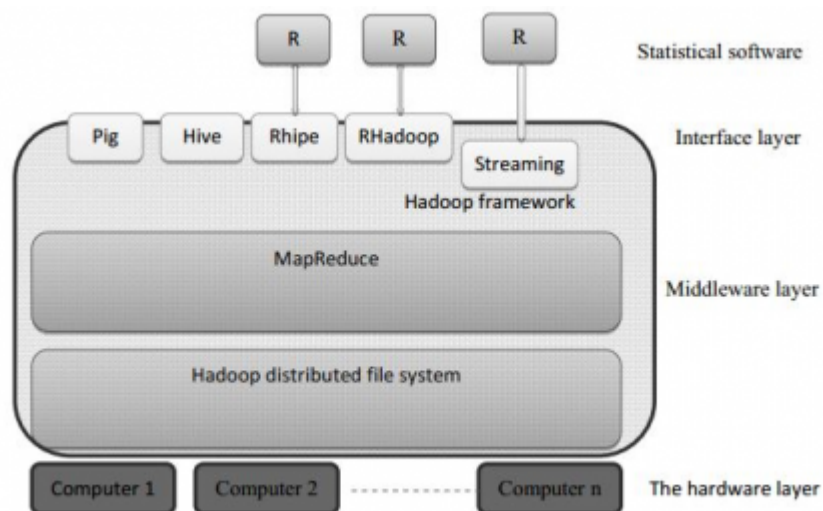 R R R
Statistical software
Pig Hive Rhipe RHadoop
Interface layer
Streaming
Hadoop framework
MapReduce
Middleware layer
Hadoop distributed file system
Computer 1 Computer 2 Computer n
The hardware layer